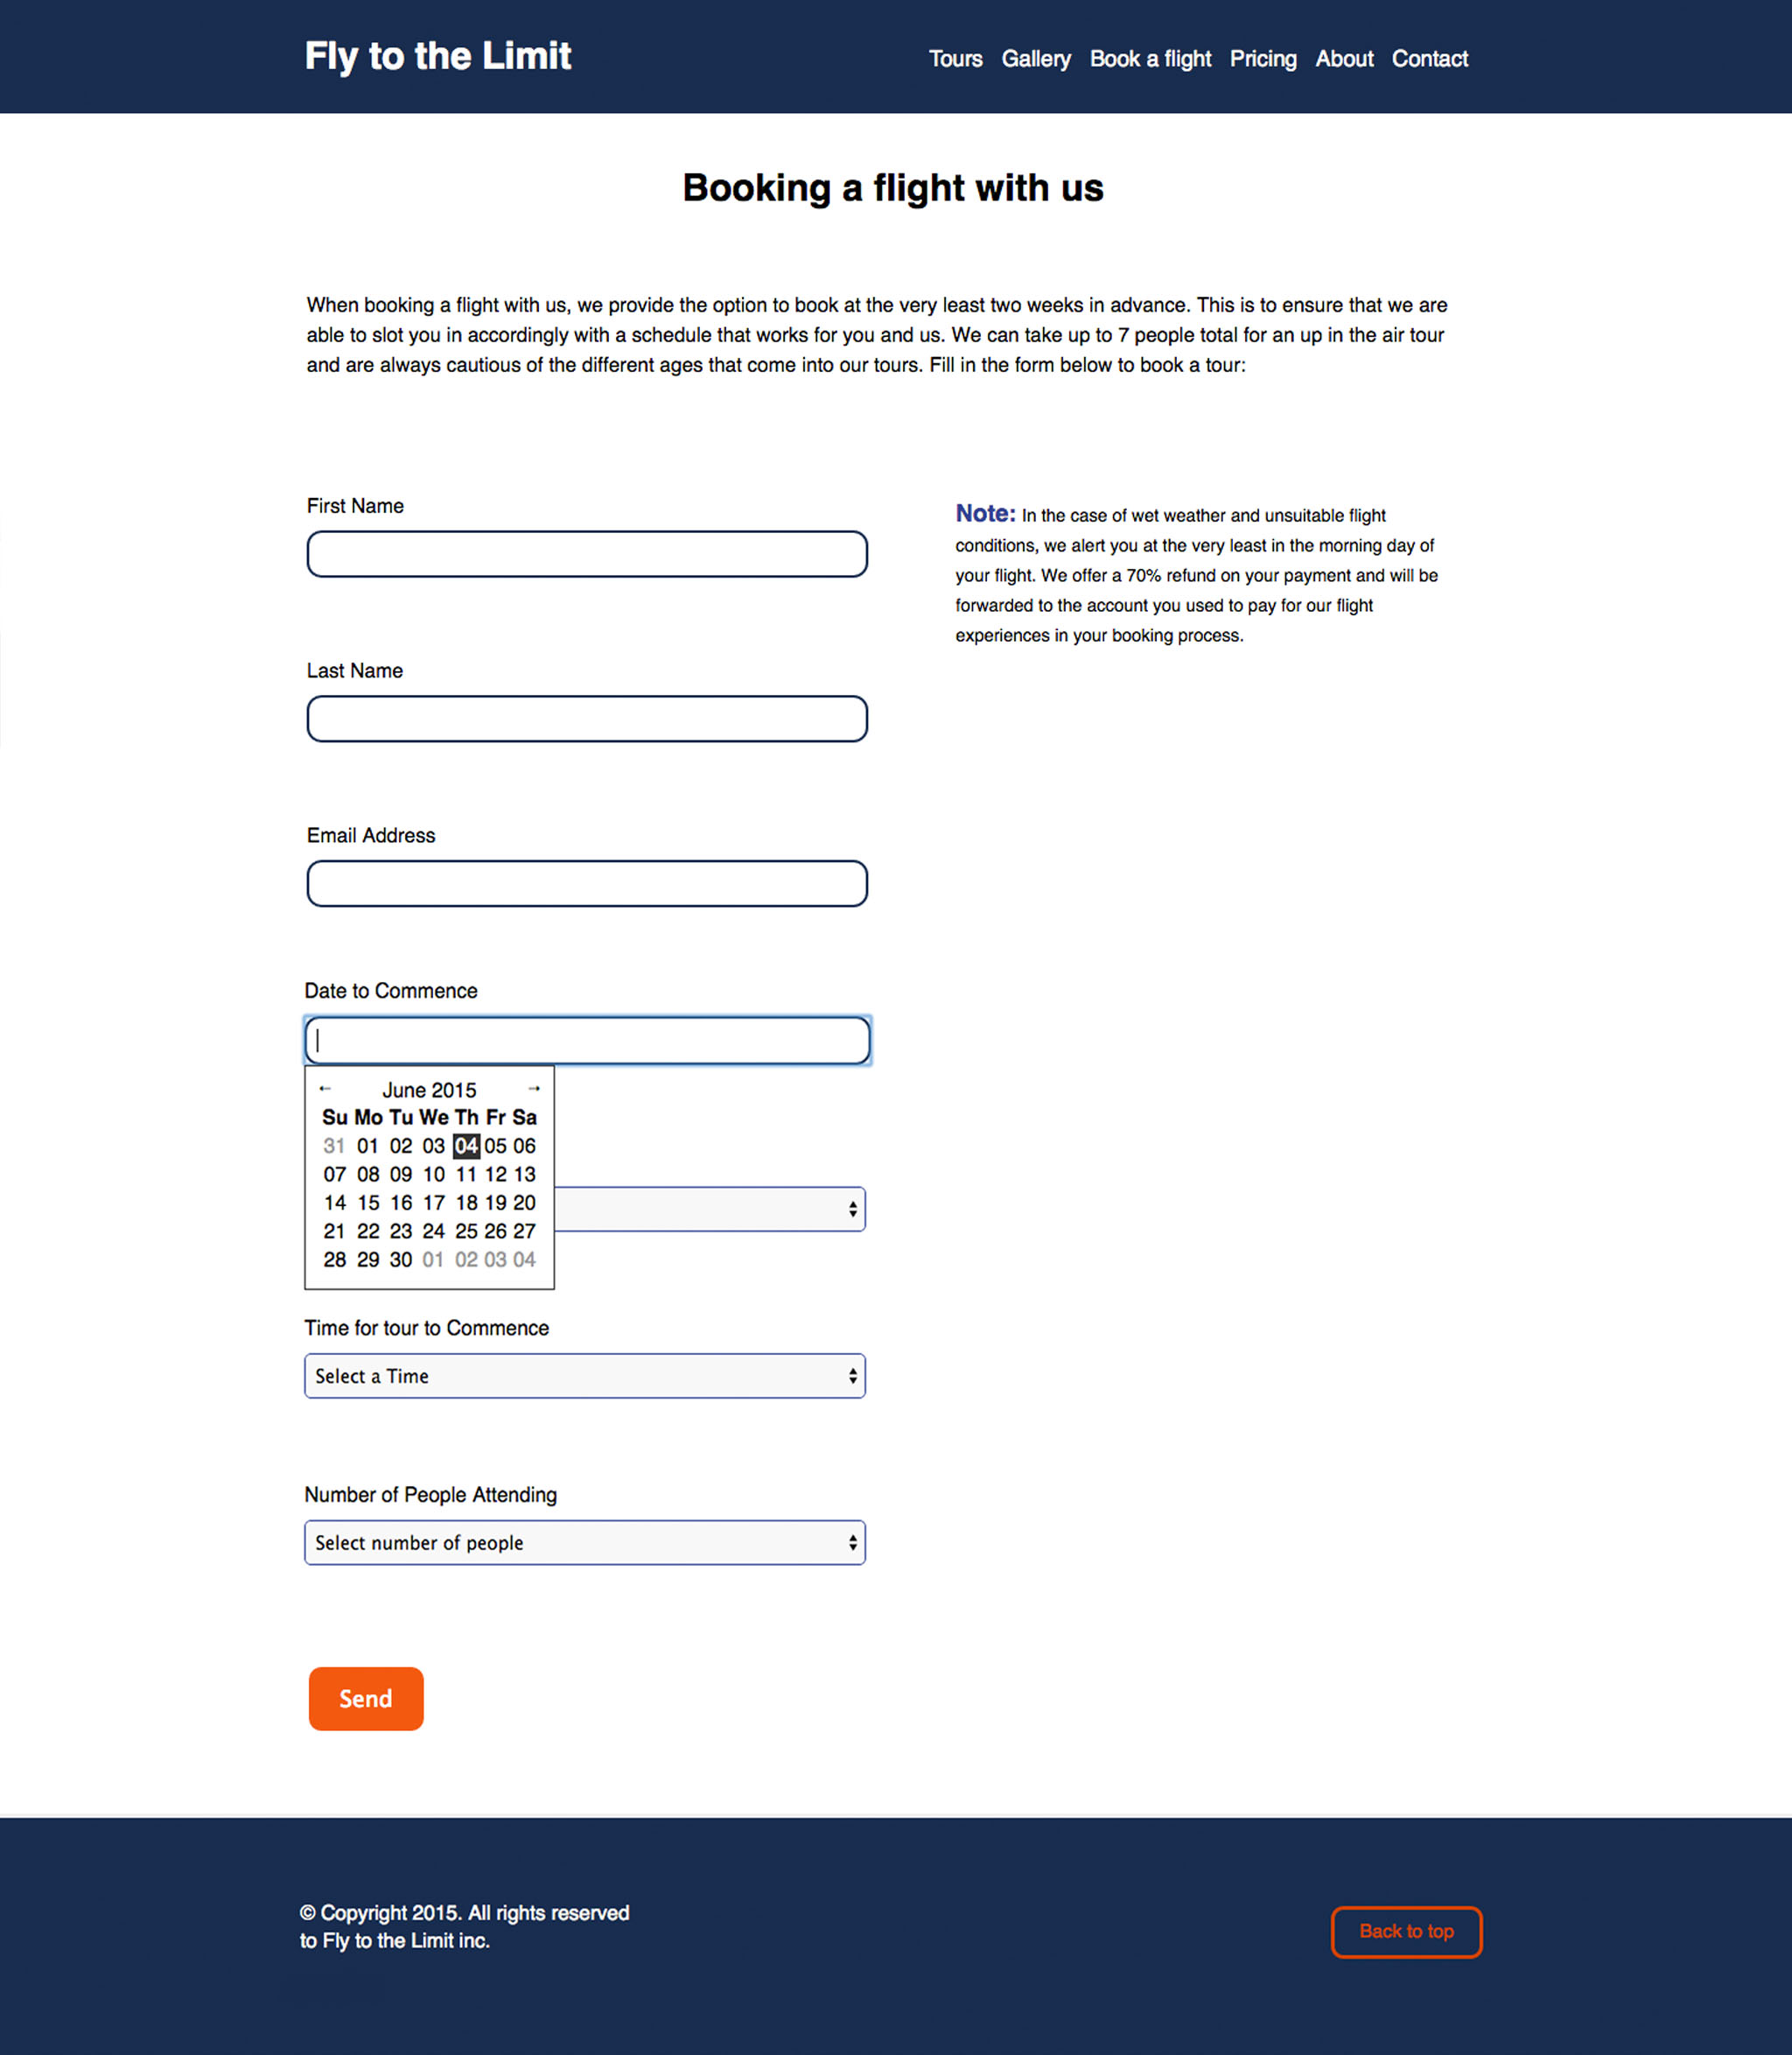 Fly to the Limit
Tours Gallery Book a flight Pricing About Contact
Booking a flight with us
When booking a flight with us, we provide the option to book at the very least two weeks in advance. This is to ensure that we are
able to slot you in accordingly with a schedule that works for you and us. We can take up to 7 people total for an up in the air tour
and are always cautious of the different ages that come into our tours. Fill in the form below to book a tour:
First Name
Note: In the case of wet weather and unsuitable flight
conditions, we alert you at the very least in the morning day of
your flight. We offer a 70% refund on your payment and will be
forwarded to the account you used to pay for our flight
experiences in your booking process.
Last Name
Email Address
Date to Commence
← June 2015 →
Su Mo Tu We Th Fr Sa
31 01 02 03 04 05 06
07 08 09 10 11 12 13
14 15 16 17 18 19 20
21 22 23 24 25 26 27
28 29 30 01 02 03 04
Time for tour to Commence
Select a Time
Number of People Attending
Select number of people
Send
© Copyright 2015. All rights reserved
to Fly to the Limit inc.
Back to top